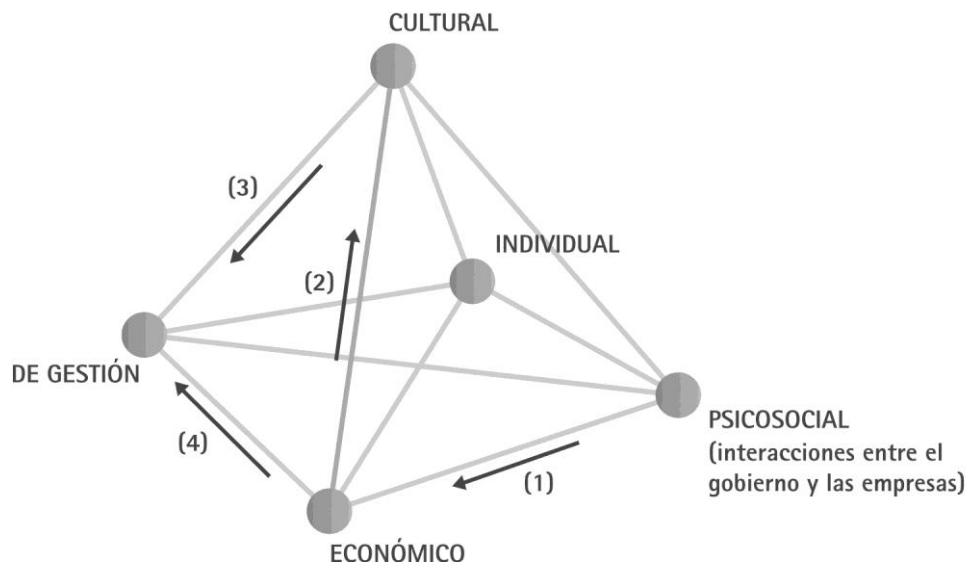 CULTURAL
(3)
INDIVIDUAL
(2)
DE GESTIÓN
PSICOSOCIAL
(interacciones entre el
gobierno y las empresas)
(4)
(1)
ECONÓMICO